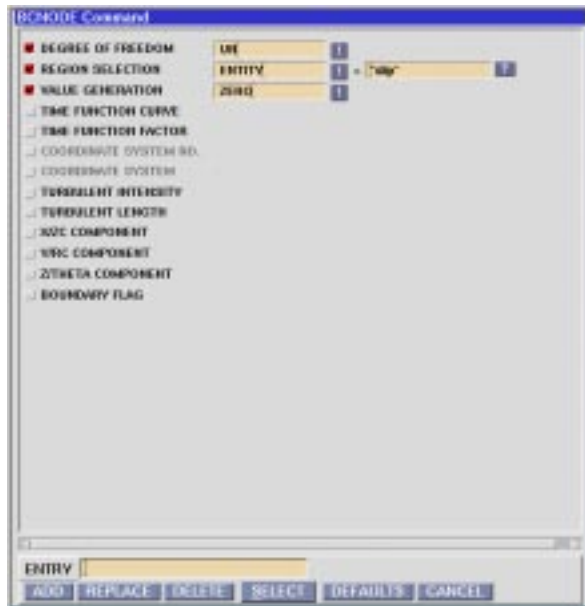 BCNODE Command
DEGREE OF FREEDOM
REGION SELECTION ENTITY = "slip" ?
VALUE GENERATION ZERO
TIME FUNCTION CURVE
TIME FUNCTION FACTOR
COORDINATE SYSTEM NO.
COORDINATE SYSTEM
TURBULENT INTENSITY
TURBULENT LENGTH
X/ZC COMPONENT
Y/RC COMPONENT
Z/THETA COMPONENT
BOUNDARY FLAG
ENTRY
ADD REPLACE DELETE SELECT DEFAULTS CANCEL